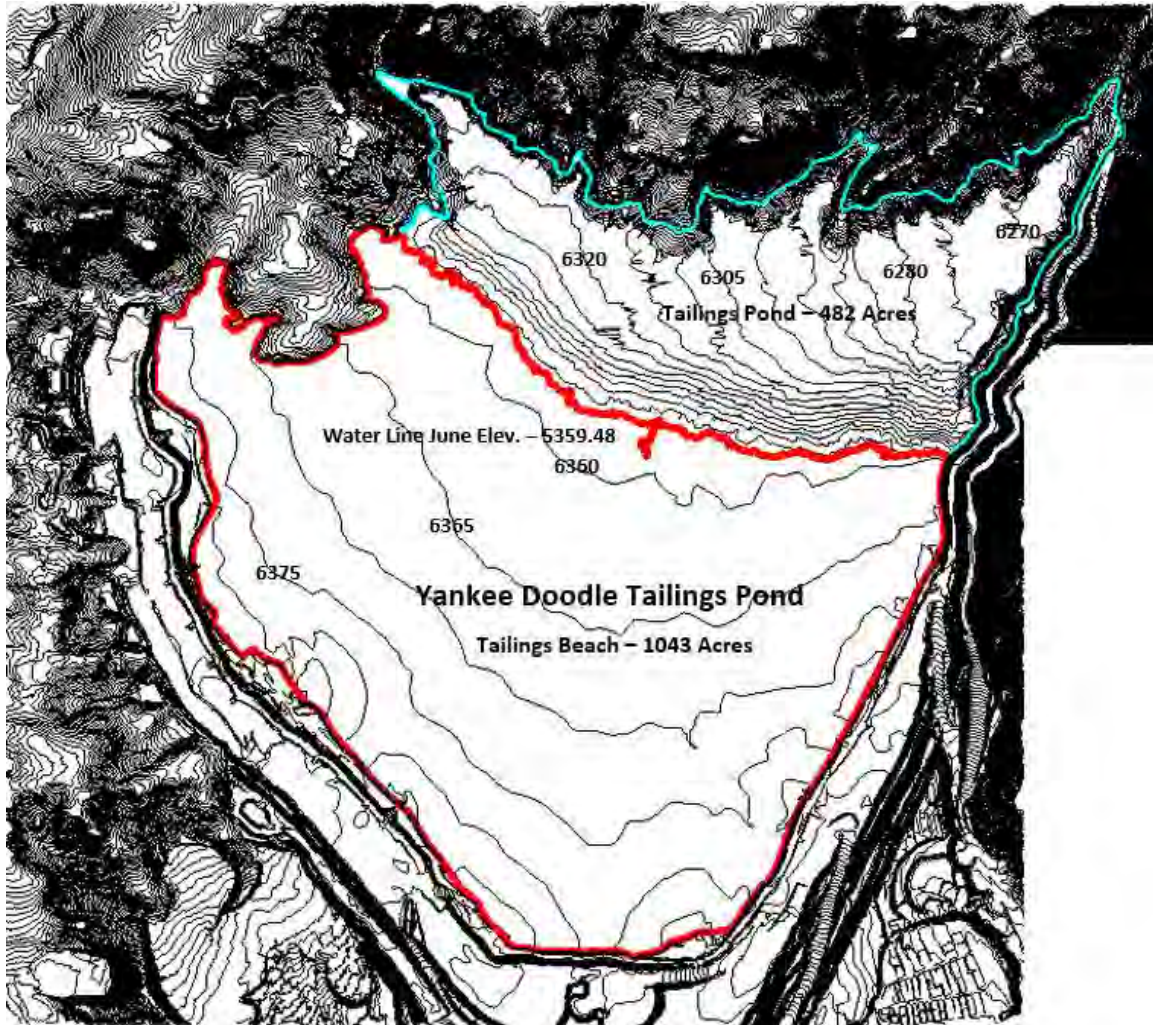 6270
6320
6305
6280
Tailings Pond – 482 Acres
Water Line June Elev. – 5359.48
6360
6365
6375
Yankee Doodle Tailings Pond
Tailings Beach – 1043 Acres